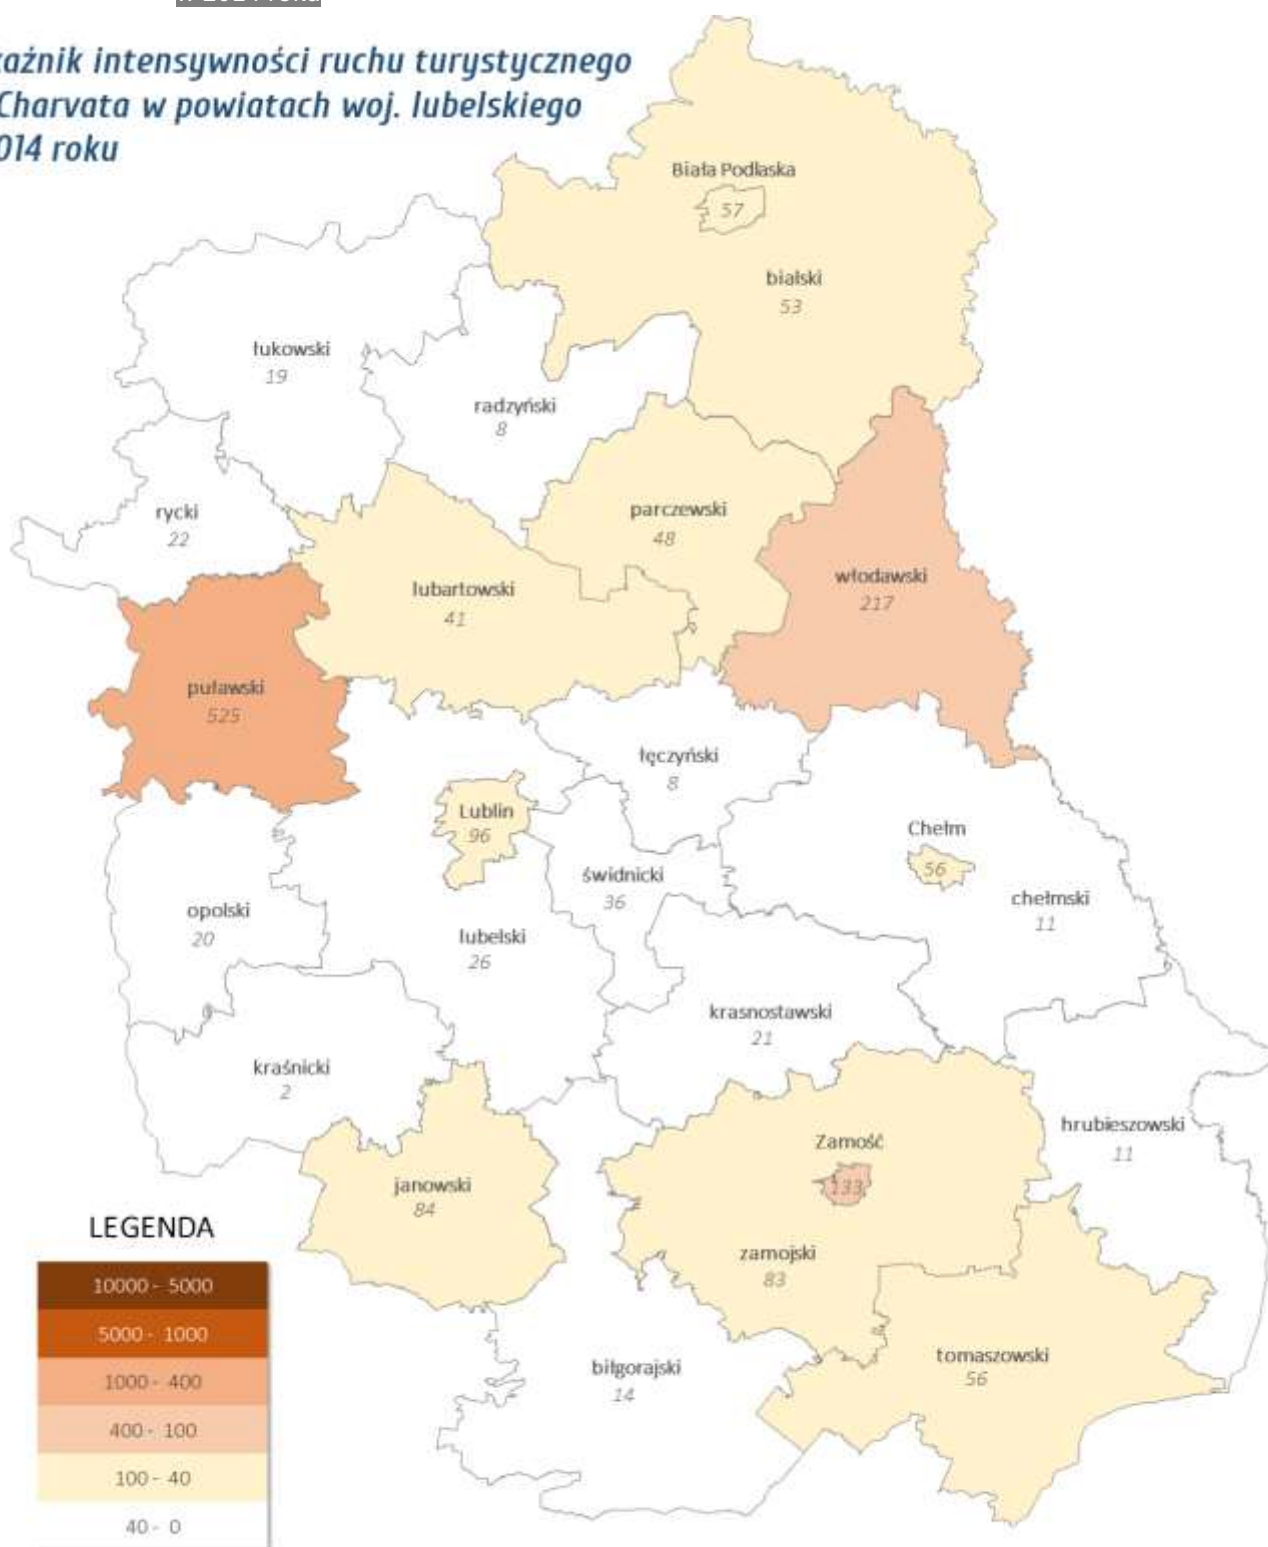 intensywności ruchu turystycznego
Charvata w powiatach woj. lubelskiego
roku
Biała Podlaska
57
bialski
53
łukowski
19
radzyński
8
rycki
22
parczewski
48
lubartowski
41
włodawski
217
puławski
525
łęczyński
8
Lublin
96
Chełm
56
świdnicki
36
chełmski
11
opolski
20
lubelski
26
krasnostawski
21
kraśnicki
2
hrubieszowski
11
Zamość
133
janowski
84
zamojski
83
tomaszowski
56
biłgorajski
14
LEGENDA
10000 - 5000
5000 - 1000
1000 - 400
400 - 100
100 - 40
40 - 0